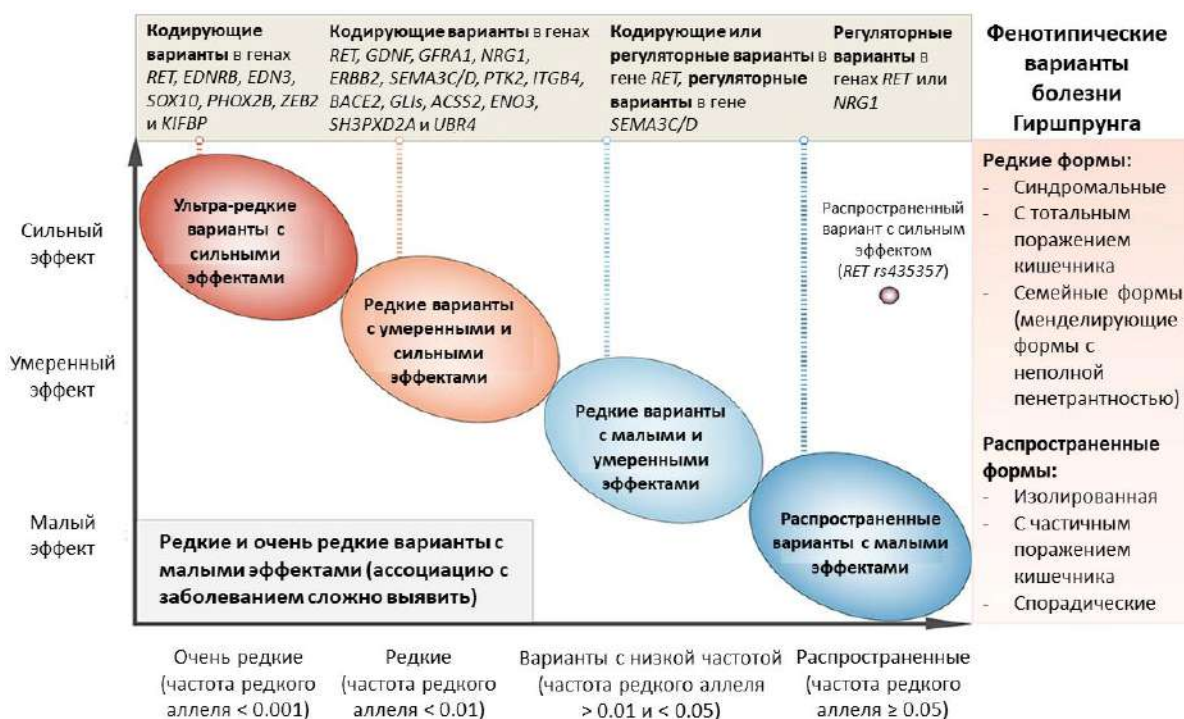 Кодирующие
варианты в генах
RET, EDNRB, EDN3,
SOX10, PHOX2B, ZEB2
и KIFBP
Кодирующие варианты в генах
RET, GDNF, GFRA1, NRG1,
ERBB2, SEMA3C/D, PTK2, ITGB4,
BACE2, GLIs, ACSS2, ENO3,
SH3PXD2A и UBR4
Кодирующие или
регуляторные варианты в
гене RET, регуляторные
варианты в гене
SEMA3C/D
Регуляторные
варианты в
генах RET или
NRG1
Фенотипические
варианты
болезни
Гиршпрунга
Сильный
эффект
Умеренный
эффект
Малый
эффект
Ультра-редкие
варианты с
сильными
эффектами
Редкие варианты
с умеренными и
сильными
эффектами
Редкие варианты
с малыми и
умеренными
эффектами
Распространенные
варианты с малыми
эффектами
Распространенный
вариант с сильным
эффектом
(RET rs435357)
Редкие и очень редкие варианты с
малыми эффектами (ассоциацию с
заболеванием сложно выявить)
Редкие формы:
- Синдромальные
- С тотальным
поражением
кишечника
- Семейные формы
(менделирующие
формы с
неполной
пенетрантностью)
Распространенные
формы:
- Изолированная
- С частичным
поражением
кишечника
- Спорадические
Очень редкие
(частота редкого
аллеля < 0.001)
Редкие
(частота редкого
аллеля < 0.01)
Варианты с низкой частотой
(частота редкого аллеля
> 0.01 и < 0.05)
Распространенные
(частота редкого
аллеля ≥ 0.05)